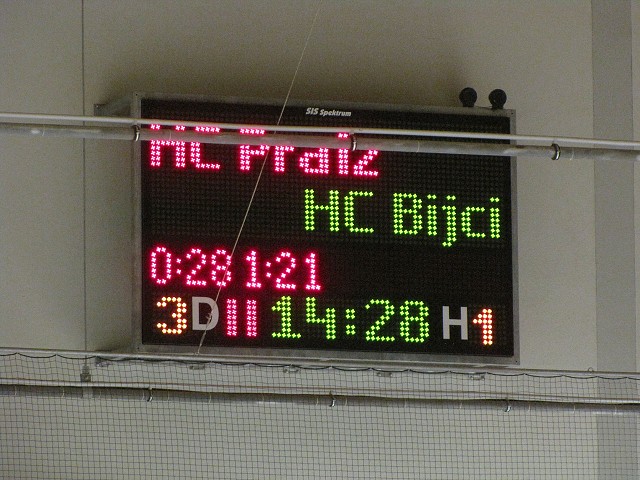 SIS Spektrum
HC Praiz
HC Bijci
0:28 1:21
3 D II 14:28 H 1